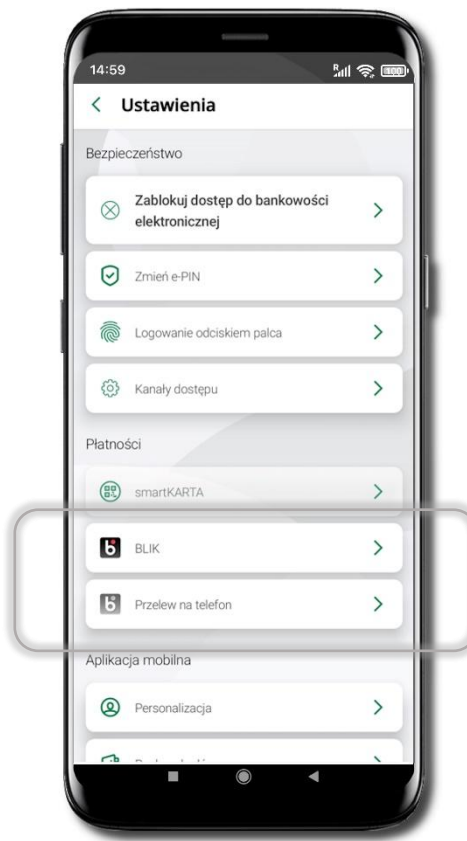 14:59
R
100
Ustawienia
Bezpieczeństwo
Zablokuj dostęp do bankowości
elektronicznej
Zmień e-PIN
Logowanie odciskiem palca
Kanały dostępu
Płatności
smartKARTA
BLIK
Przelew na telefon
Aplikacja mobilna
Personalizacja